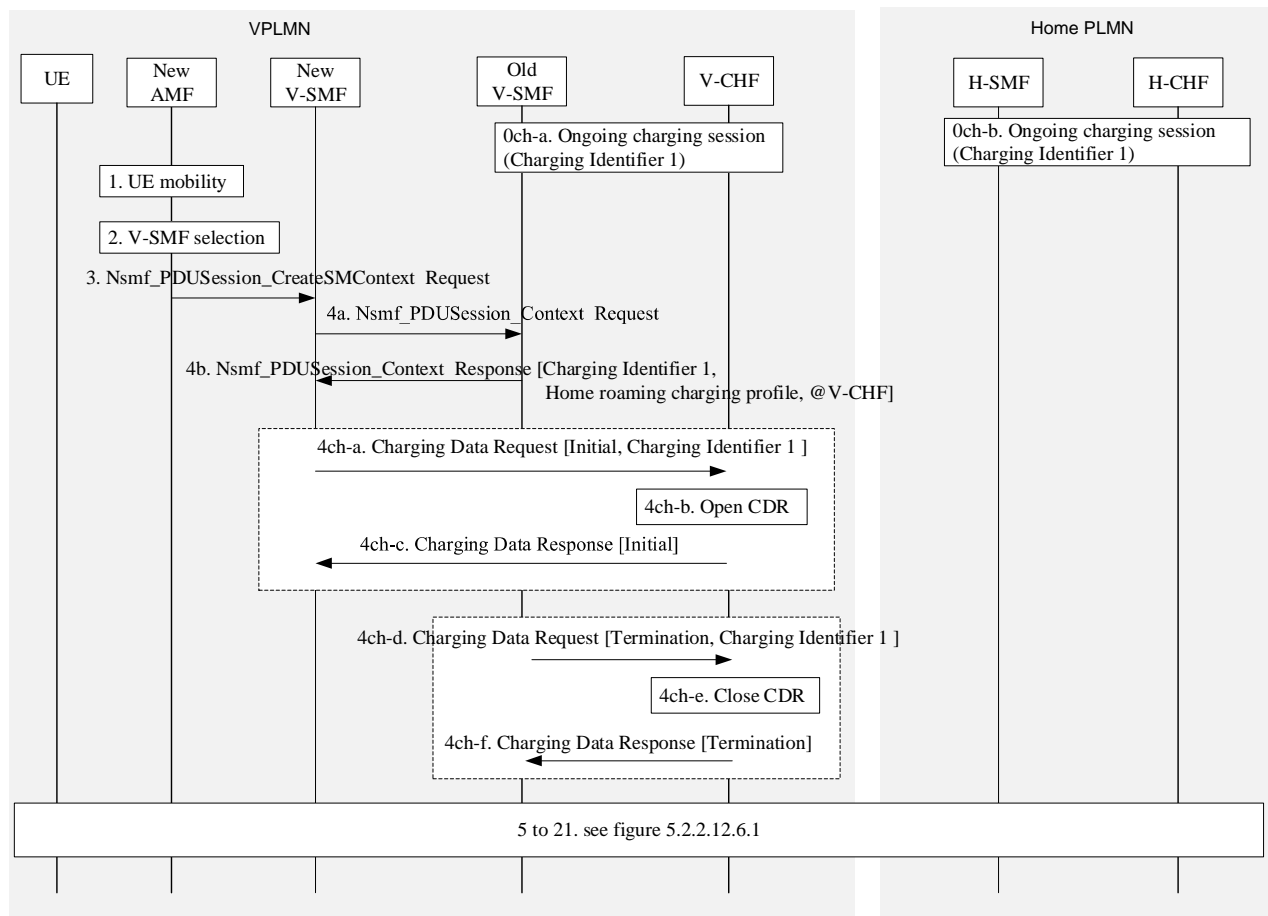 VPLMN
Home PLMN
UE
New
AMF
New
V-SMF
Old
V-SMF
V-CHF
H-SMF
H-CHF
0ch-a. Ongoing charging session
(Charging Identifier 1)
0ch-b. Ongoing charging session
(Charging Identifier 1)
1. UE mobility
2. V-SMF selection
3. Nsmf_PDUSession_CreateSMContext Request
4a. Nsmf_PDUSession_Context Request
4b. Nsmf_PDUSession_Context Response [Charging Identifier 1,
Home roaming charging profile, @V-CHF]
4ch-a. Charging Data Request [Initial, Charging Identifier 1 ]
4ch-b. Open CDR
4ch-c. Charging Data Response [Initial]
4ch-d. Charging Data Request [Termination, Charging Identifier 1 ]
4ch-e. Close CDR
4ch-f. Charging Data Response [Termination]
5 to 21. see figure 5.2.2.12.6.1